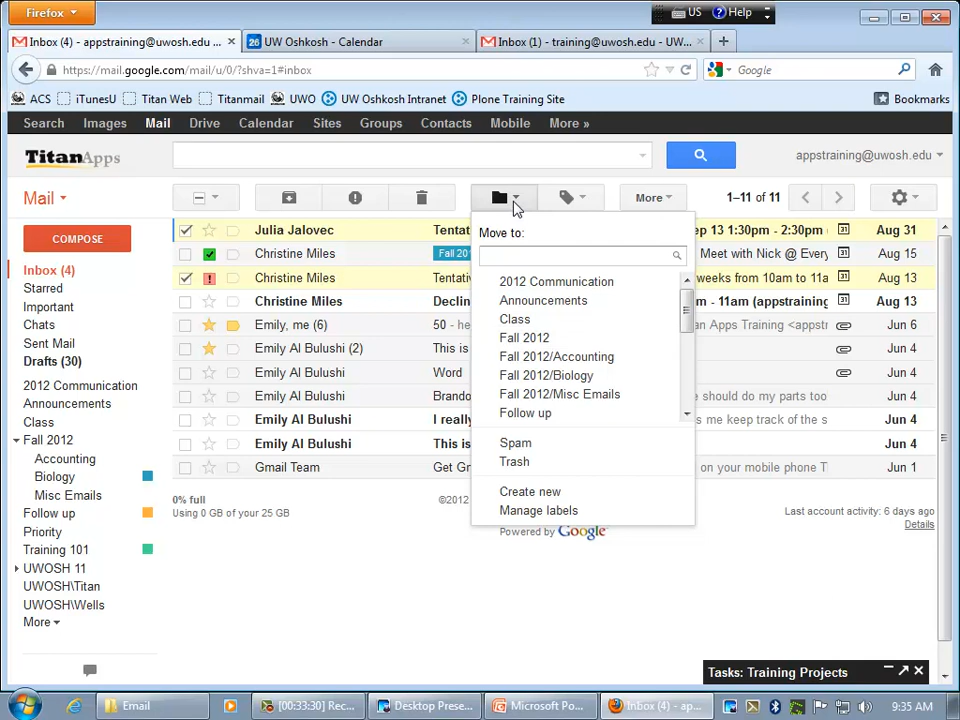 Firefox
US Help
Inbox (4) - appstraining@uwosh.edu ...
26 UW Oshkosh - Calendar
Inbox (1) - training@uwosh.edu - UW...
https://mail.google.com/mail/u/0/?shva=1#inbox
Google
ACS iTunesU Titan Web Titanmail UWO UW Oshkosh Intranet Plone Training Site Bookmarks
Search Images Mail Drive Calendar Sites Groups Contacts Mobile More »
TitanApps
appstraining@uwosh.edu
Mail
More
1–11 of 11
COMPOSE
Inbox (4)
Starred
Important
Chats
Sent Mail
Drafts (30)
2012 Communication
Announcements
Class
Fall 2012
Accounting
Biology
Misc Emails
Follow up
Priority
Training 101
UWOSH 11
UWOSH\Titan
UWOSH\Wells
More
Julia Jalovec Tenta ep 13 1:30pm - 2:30pm 31 Aug 31
Christine Miles Fall 20 Meet with Nick @ Every 31 Aug 15
Christine Miles Tentativ weeks from 10am to 11a 31 Aug 13
Christine Miles Declin m - 11am (appstraining 31 Aug 13
Emily, me (6) 50 - he tan Apps Training <appst Jun 6
Emily Al Bulushi (2) This is Jun 4
Emily Al Bulushi Word Jun 4
Emily Al Bulushi Brando should do my parts too Jun 4
Emily Al Bulushi I really s me keep track of the s Jun 4
Emily Al Bulushi This is Jun 4
Gmail Team Get Gr on your mobile phone T Jun 1
Move to:
2012 Communication
Announcements
Class
Fall 2012
Fall 2012/Accounting
Fall 2012/Biology
Fall 2012/Misc Emails
Follow up
Spam
Trash
Create new
Manage labels
0% full
Using 0 GB of your 25 GB
©2012
Powered by Google
Last account activity: 6 days ago
Details
Tasks: Training Projects
Email
[00:33:30] Rec...
Desktop Prese...
Microsoft Po...
Inbox (4) - ap...
9:35 AM